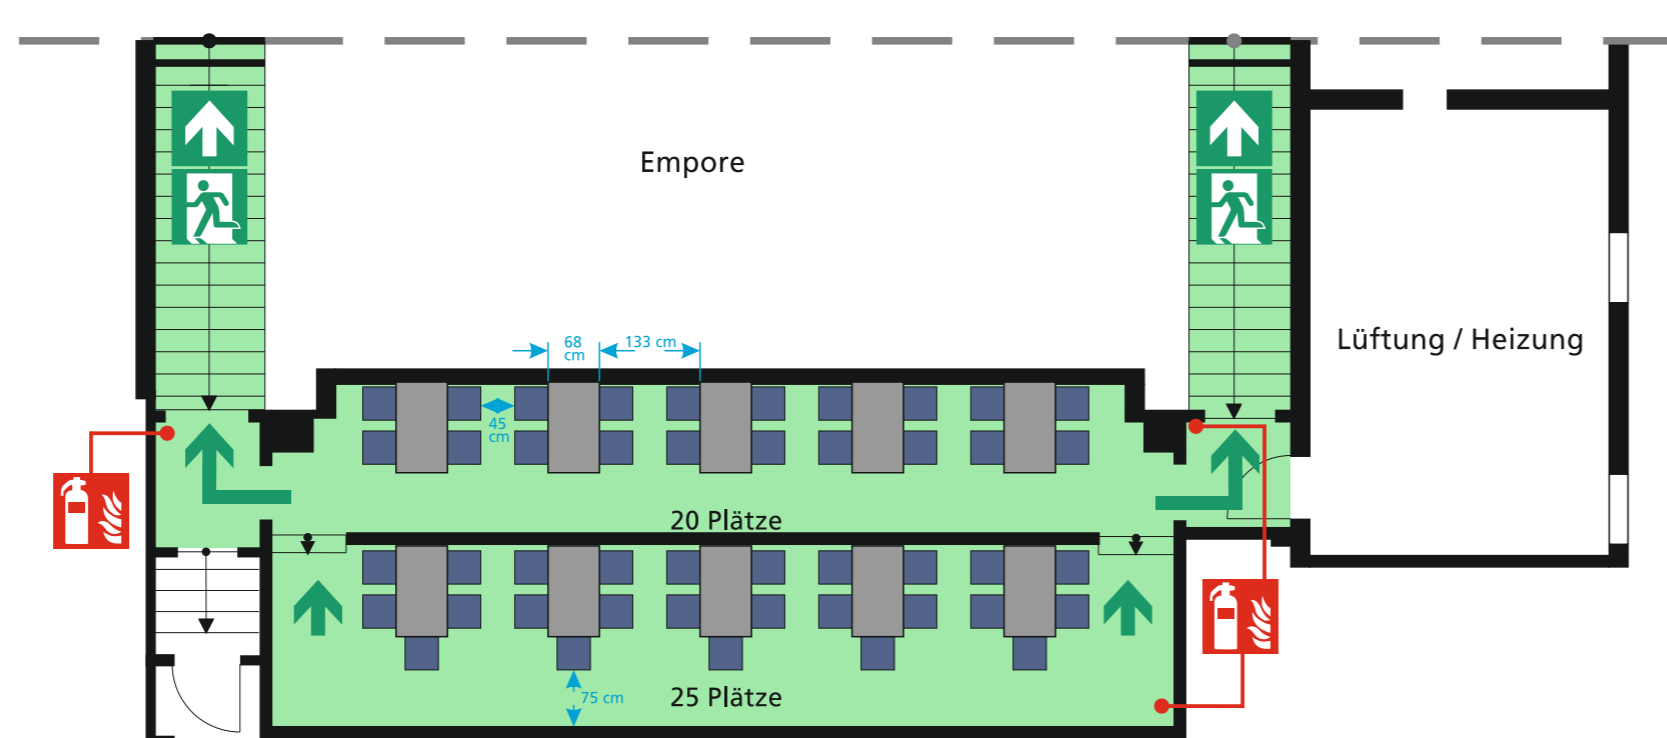 Empore
Lüftung / Heizung
68
cm
133 cm
45
cm
20 Plätze
25 Plätze
75 cm